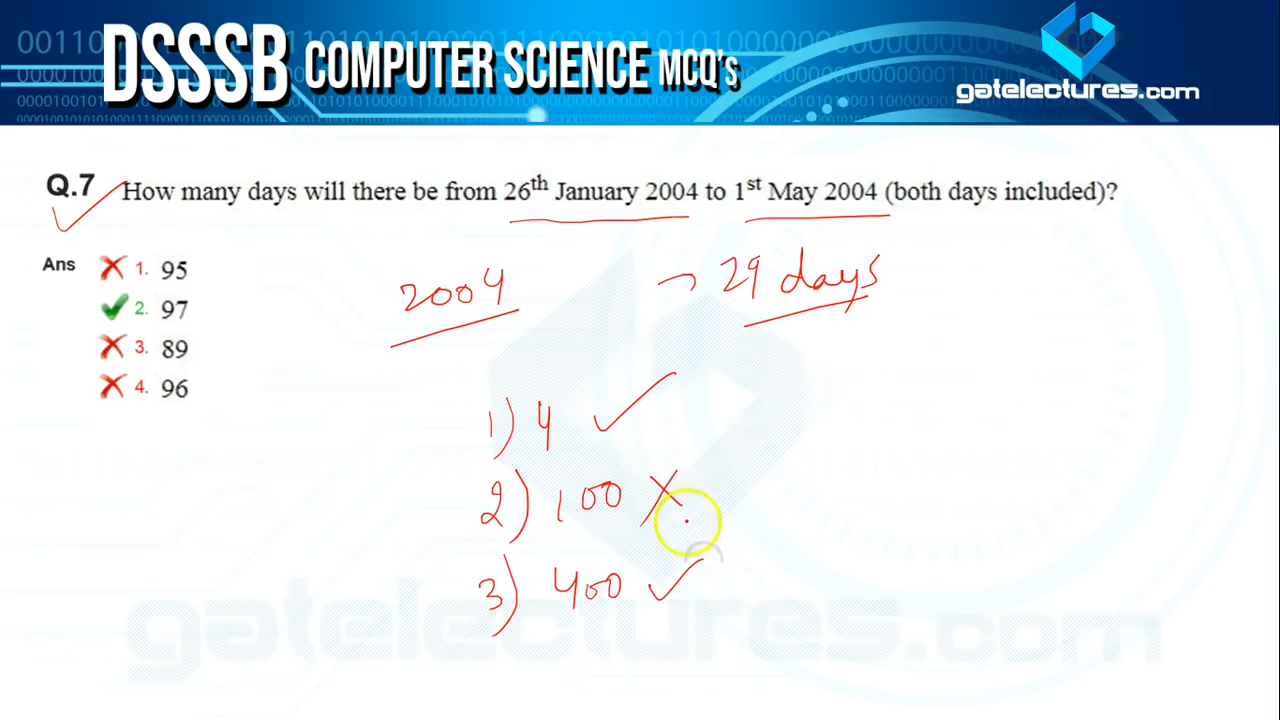 DSSSB COMPUTER SCIENCE MCQ's
gatelectures.com
Q.7 How many days will there be from 26th January 2004 to 1st May 2004 (both days included)?
Ans 1. 95
2. 97
3. 89
4. 96
2004 → 29 days
1) 4 ✓
2) 100 X
3) 400 ✓
gatelectures.com